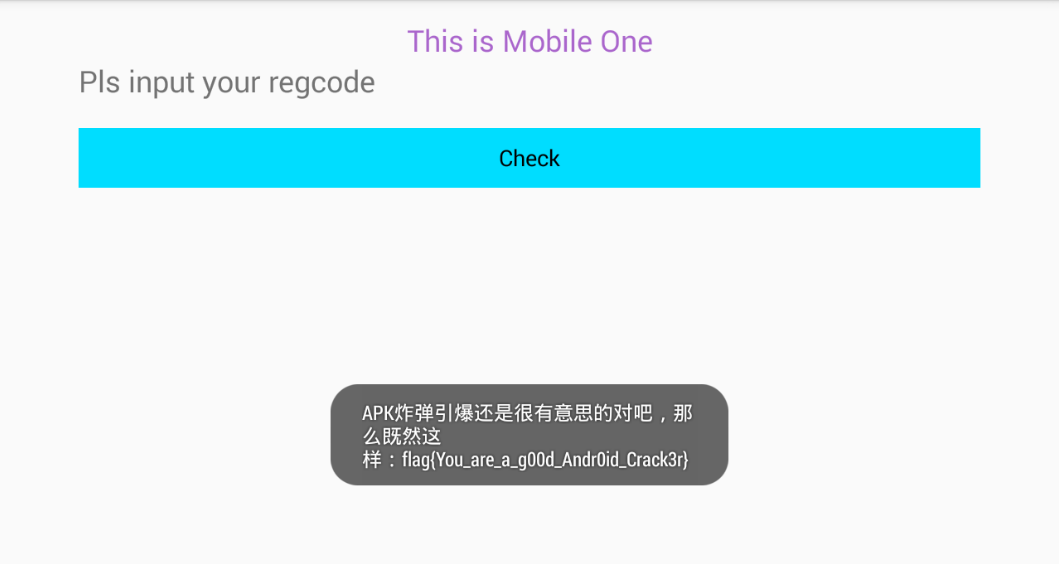 This is Mobile One
Pls input your regcode
Check
APK炸弹引爆还是很有意思的对吧，那
么既然这
样：flag{You_are_a_g00d_Andr0id_Crack3r}